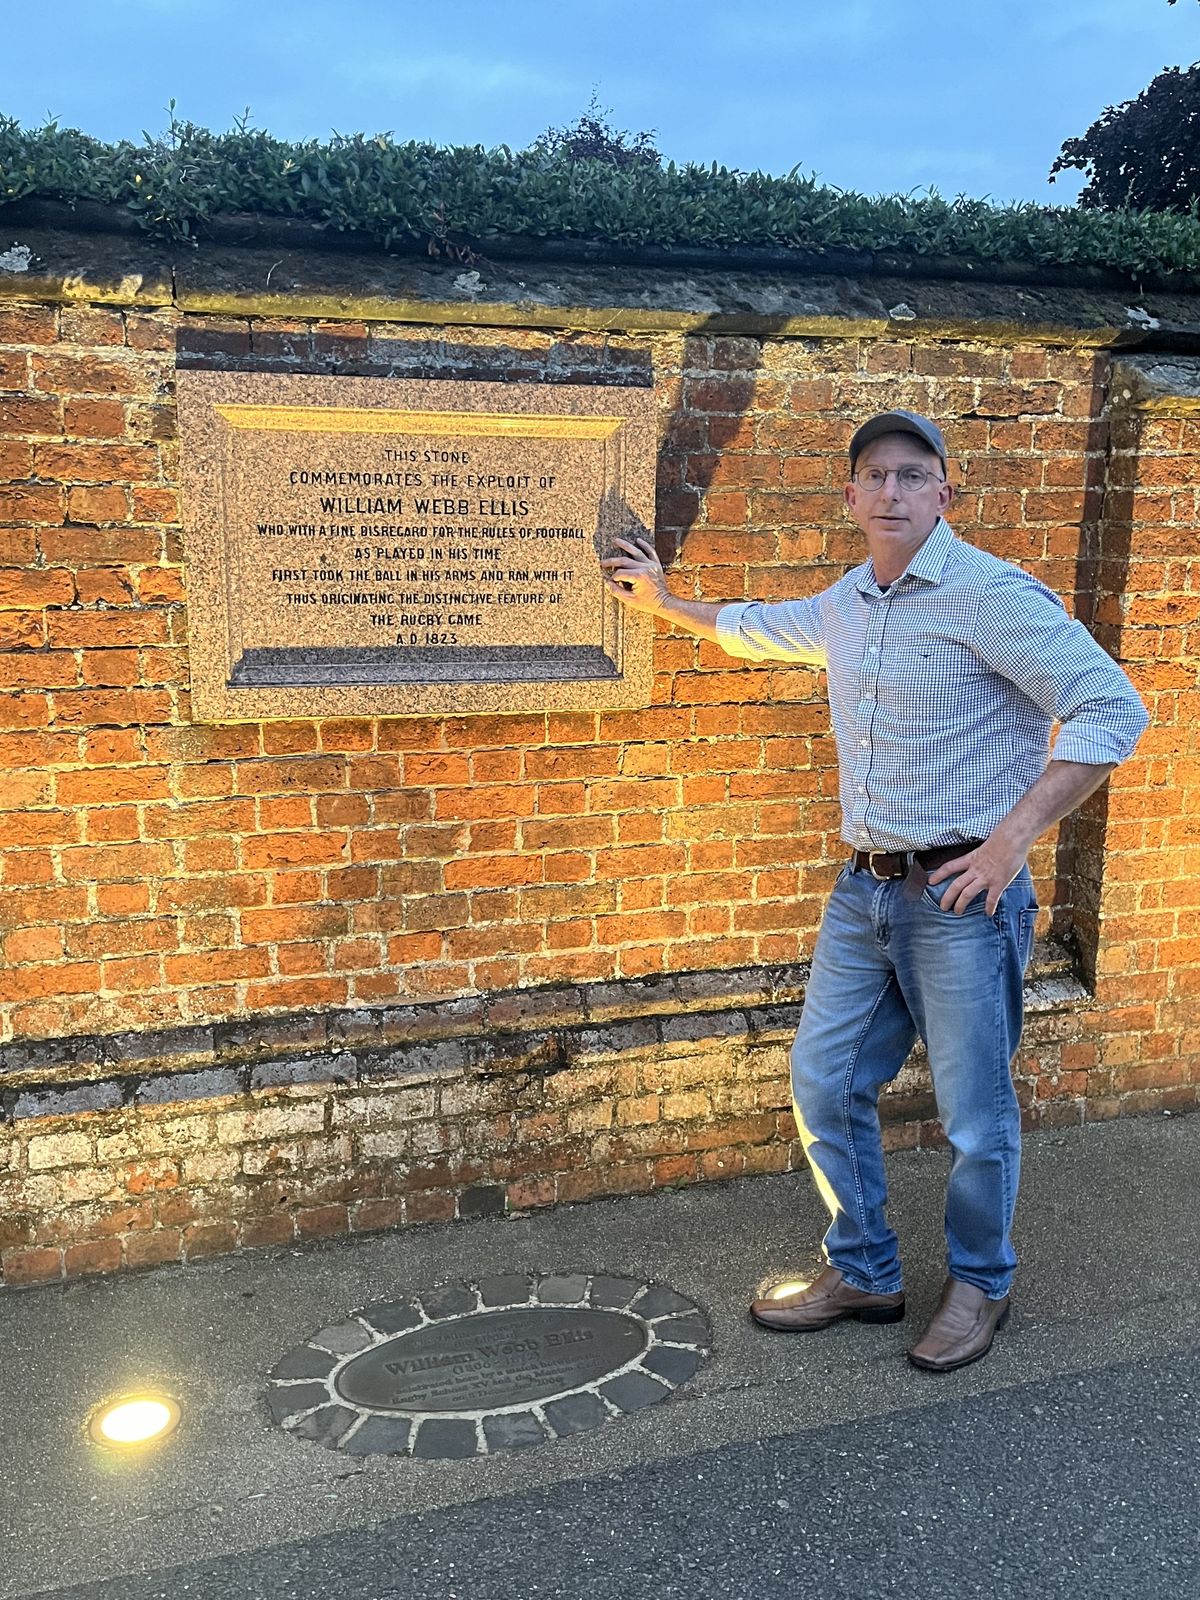 THIS STONE
COMMEMORATES THE EXPLOIT OF
WILLIAM WEBB ELLIS
WHO WITH A FINE DISREGARD FOR THE RULES OF FOOTBALL
AS PLAYED IN HIS TIME
FIRST TOOK THE BALL IN HIS ARMS AND RAN WITH IT
THUS ORIGINATING THE DISTINCTIVE FEATURE OF
THE RUGBY GAME
A.D. 1823
William Webb Ellis
Rugby School